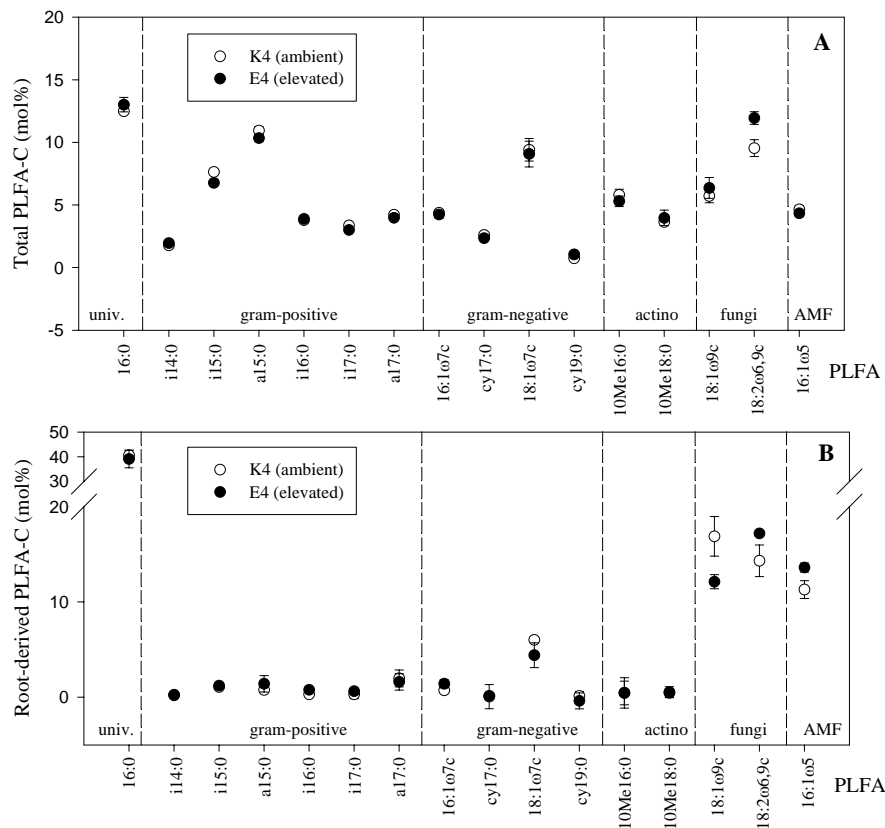 A
K4 (ambient)
E4 (elevated)
20
15
10
5
0
-5
Total PLFA-C (mol%)
univ. gram-positive gram-negative actino fungi AMF
16:0 i14:0 i15:0 a15:0 i16:0 i17:0 a17:0 16:1ω7c cy17:0 18:1ω7c cy19:0 10Me16:0 10Me18:0 18:1ω9c 18:2ω6,9c 16:1ω5
PLFA
B
K4 (ambient)
E4 (elevated)
50
40
30
20
10
0
Root-derived PLFA-C (mol%)
univ. gram-positive gram-negative actino fungi AMF
16:0 i14:0 i15:0 a15:0 i16:0 i17:0 a17:0 16:1ω7c cy17:0 18:1ω7c cy19:0 10Me16:0 10Me18:0 18:1ω9c 18:2ω6,9c 16:1ω5
PLFA